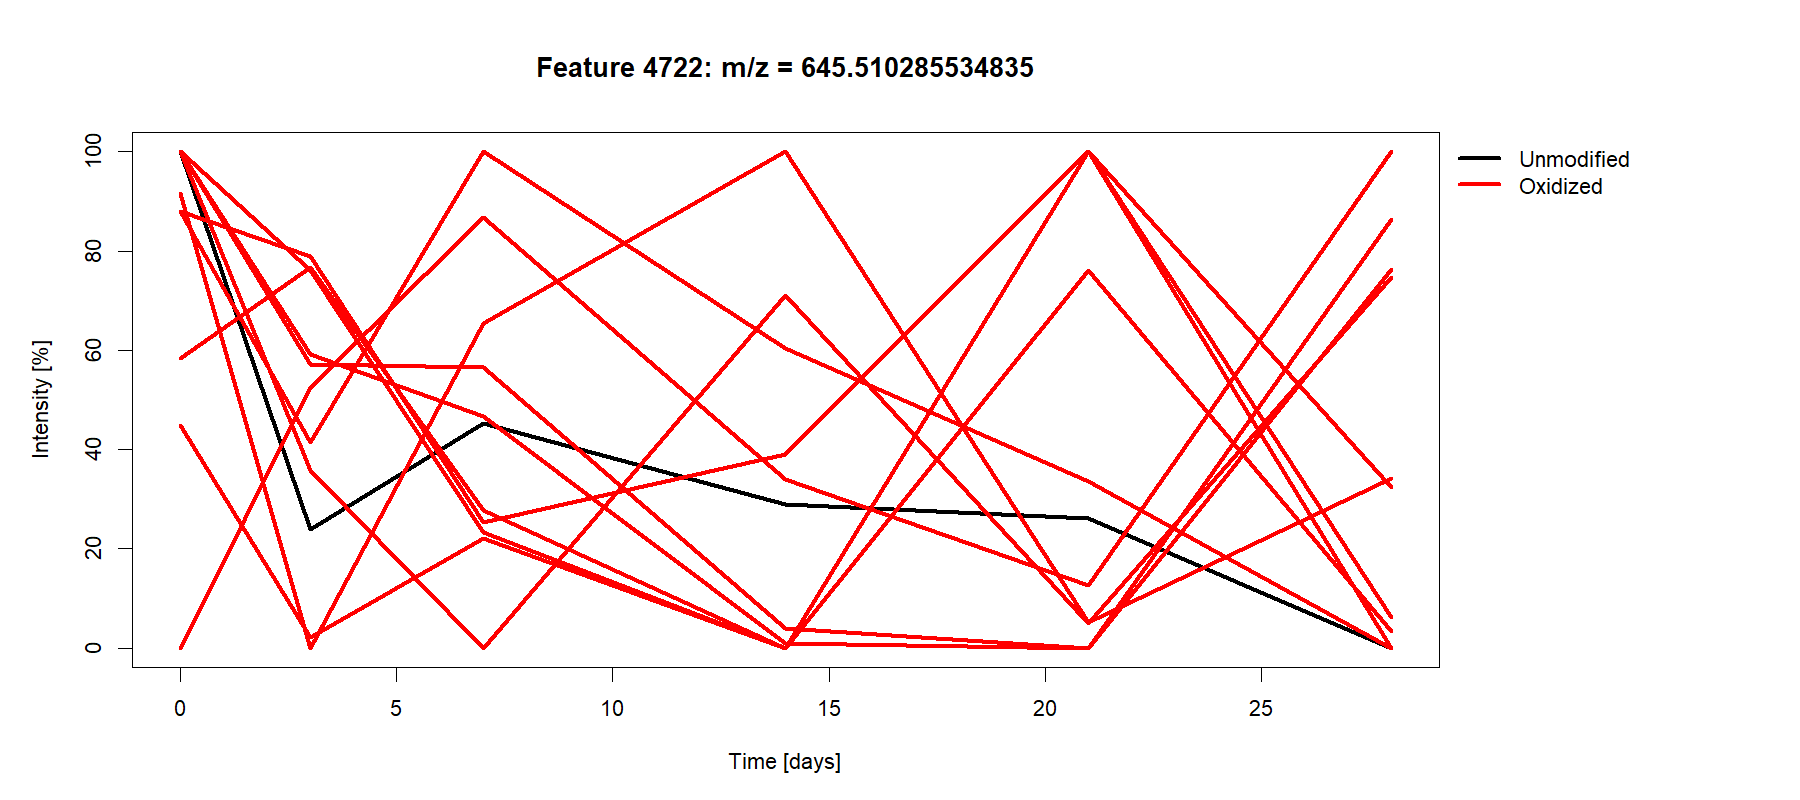 Feature 4722: m/z = 645.510285534835
Unmodified
Oxidized
Intensity [%]
100
80
60
40
20
0
0 5 10 15 20 25
Time [days]